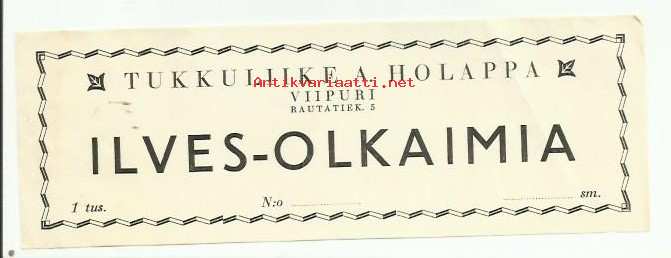 TUKKULIIKE A HOLAPPA
Antikvariaatti.net
VIIPURI
RAUTATIEK. 5
ILVES-OLKAIMIA
1 tus. N:o sm.